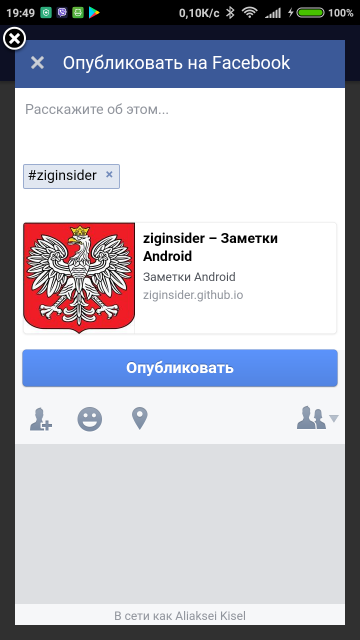 19:49 0,10K/c 100%
Опубликовать на Facebook
Расскажите об этом...
#ziginsider ×
ziginsider – Заметки
Android
Заметки Android
ziginsider.github.io
Опубликовать
В сети как Aliaksei Kisel